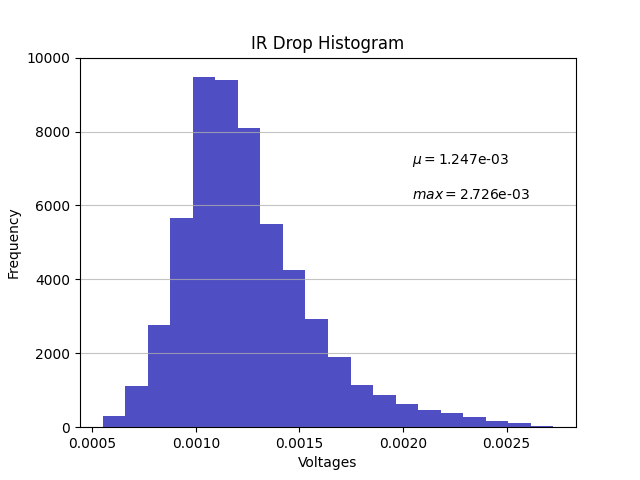 IR Drop Histogram
10000
8000
6000
4000
2000
0
Frequency
μ = 1.247e-03
max = 2.726e-03
0.0005 0.0010 0.0015 0.0020 0.0025
Voltages